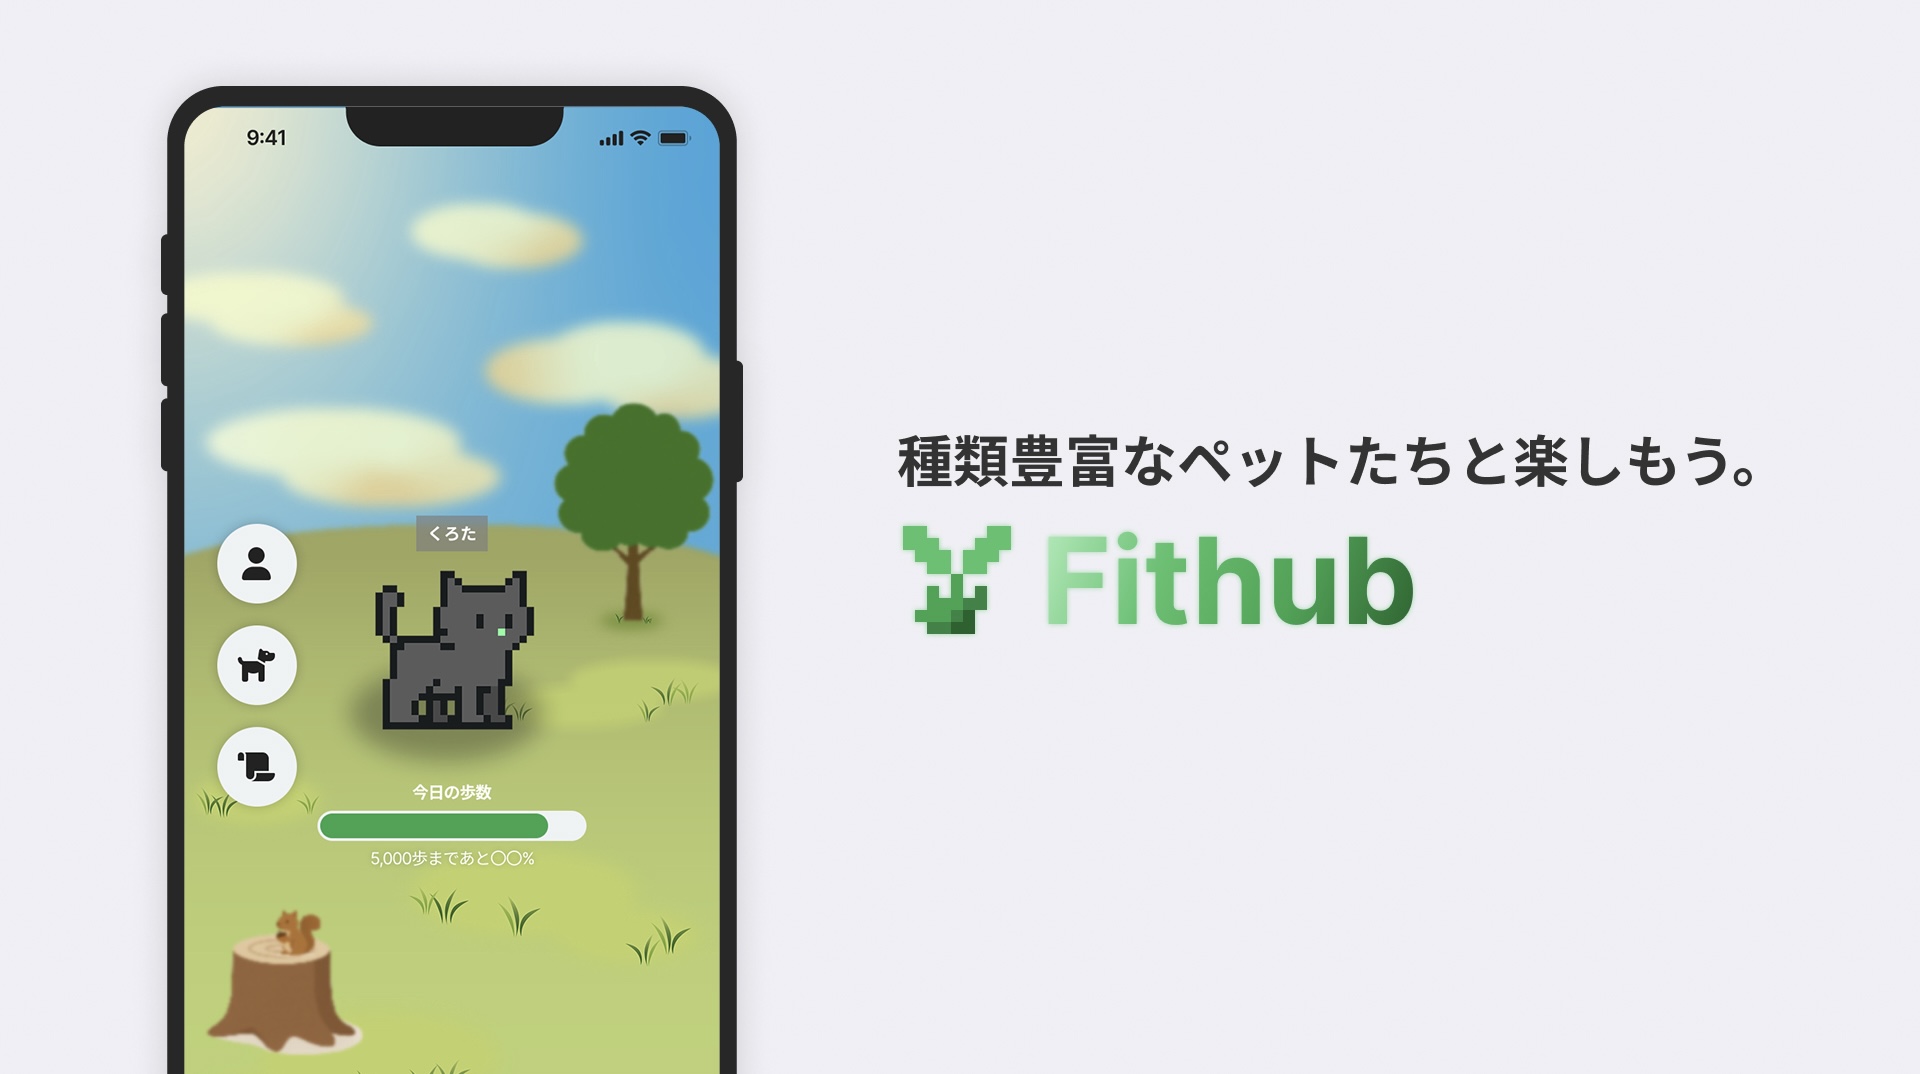 9:41
くろた
今日の歩数
5,000歩まであと〇〇%
種類豊富なペットたちと楽しもう。
Fithub